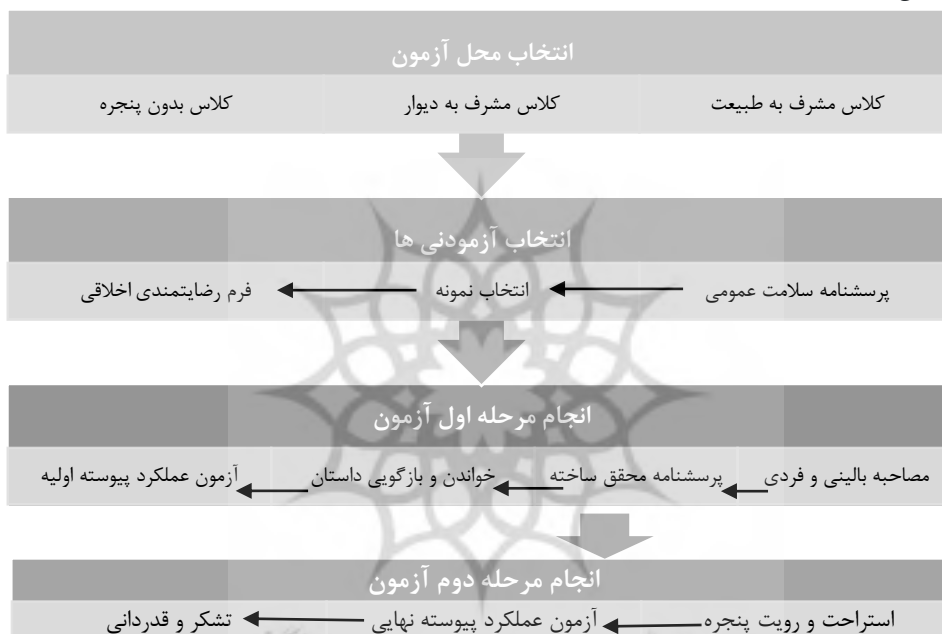 انتخاب محل آزمون
کلاس مشرف به طبیعت کلاس مشرف به دیوار کلاس بدون پنجره
انتخاب آزمودنی ها
پرسشنامه سلامت عمومی انتخاب نمونه فرم رضایتمندی اخلاقی
انجام مرحله اول آزمون
مصاحبه بالینی و فردی پرسشنامه محقق ساخته خواندن و بازگویی داستان آزمون عملکرد پیوسته اولیه
انجام مرحله دوم آزمون
استراحت و رویت پنجره آزمون عملکرد پیوسته نهایی تشکر و قدردانی